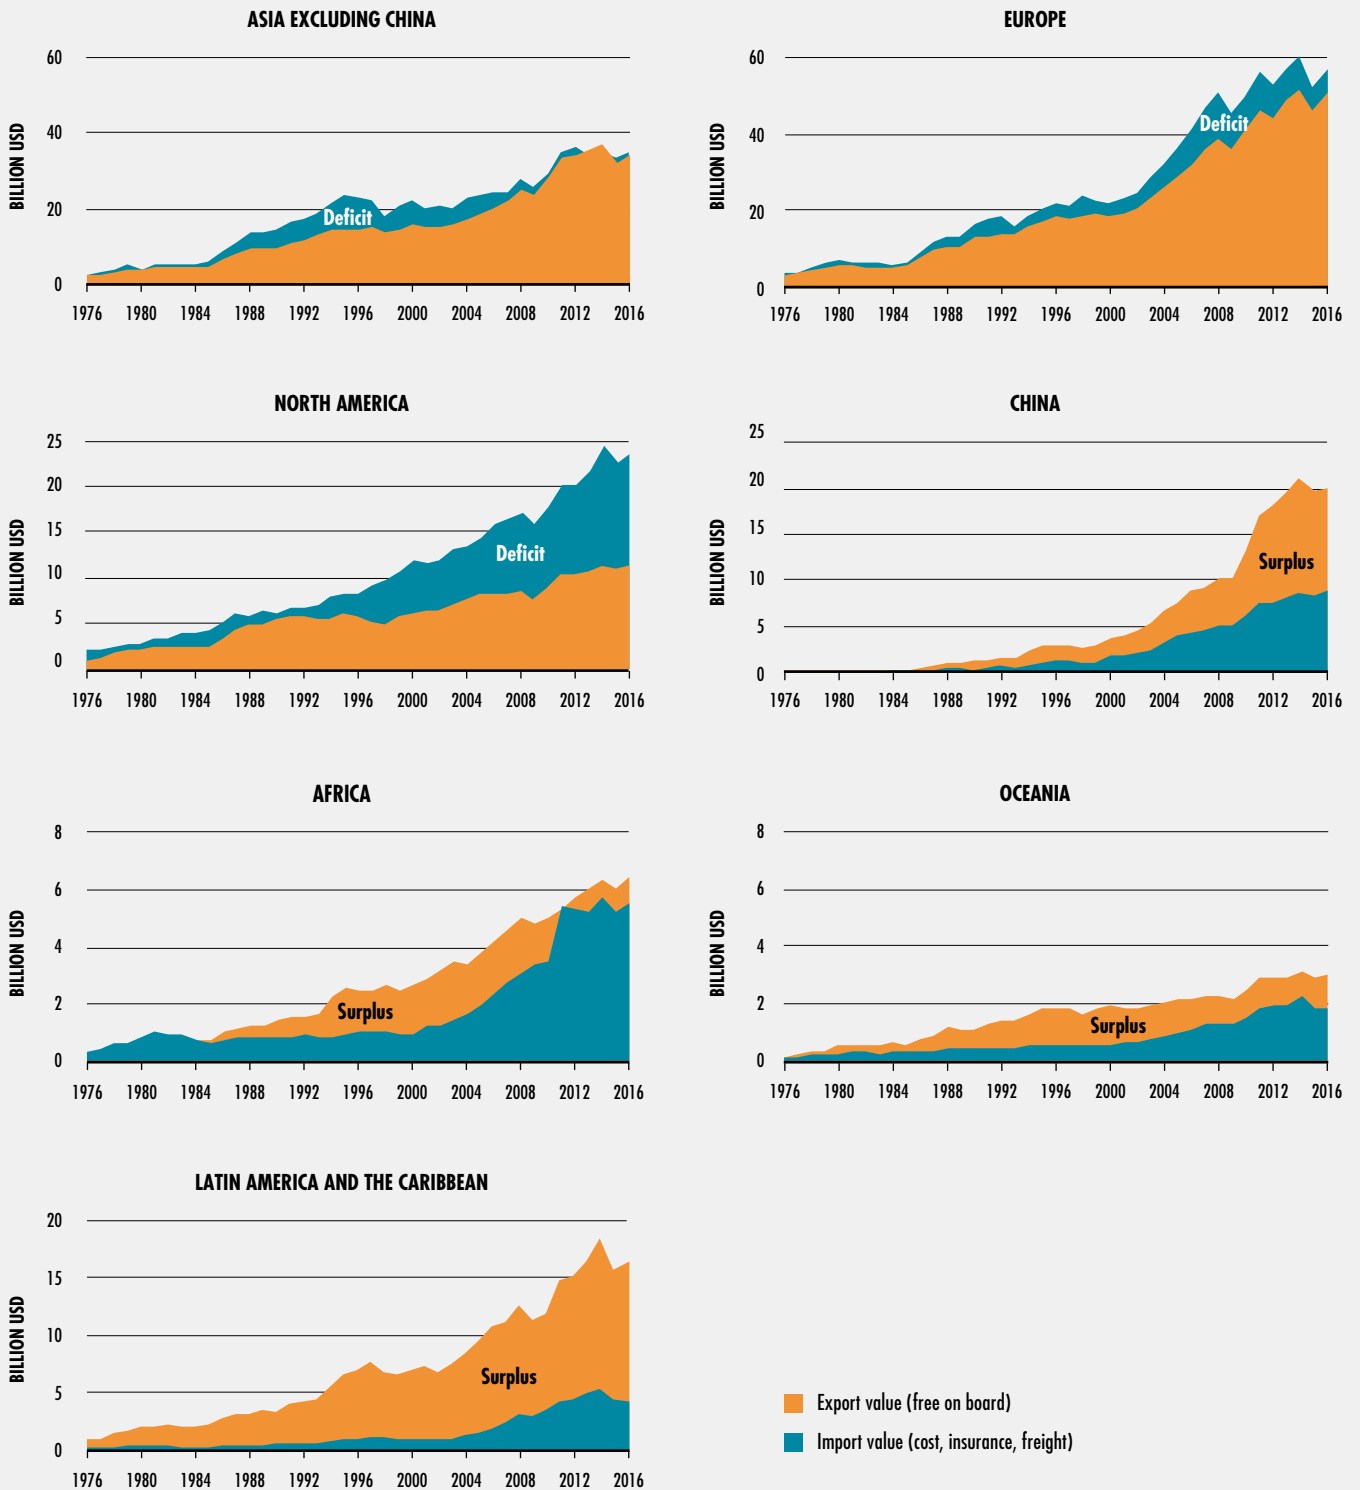 ASIA EXCLUDING CHINA
BILLION USD
60
40
20
0
Deficit
1976 1980 1984 1988 1992 1996 2000 2004 2008 2012 2016
EUROPE
BILLION USD
60
40
20
0
Deficit
1976 1980 1984 1988 1992 1996 2000 2004 2008 2012 2016
NORTH AMERICA
BILLION USD
25
20
15
10
5
0
Deficit
1976 1980 1984 1988 1992 1996 2000 2004 2008 2012 2016
CHINA
BILLION USD
25
20
15
10
5
0
Surplus
1976 1980 1984 1988 1992 1996 2000 2004 2008 2012 2016
AFRICA
BILLION USD
8
6
4
2
0
Surplus
1976 1980 1984 1988 1992 1996 2000 2004 2008 2012 2016
OCEANIA
BILLION USD
8
6
4
2
0
Surplus
1976 1980 1984 1988 1992 1996 2000 2004 2008 2012 2016
LATIN AMERICA AND THE CARIBBEAN
BILLION USD
20
15
10
5
0
Surplus
1976 1980 1984 1988 1992 1996 2000 2004 2008 2012 2016
Export value (free on board)
Import value (cost, insurance, freight)